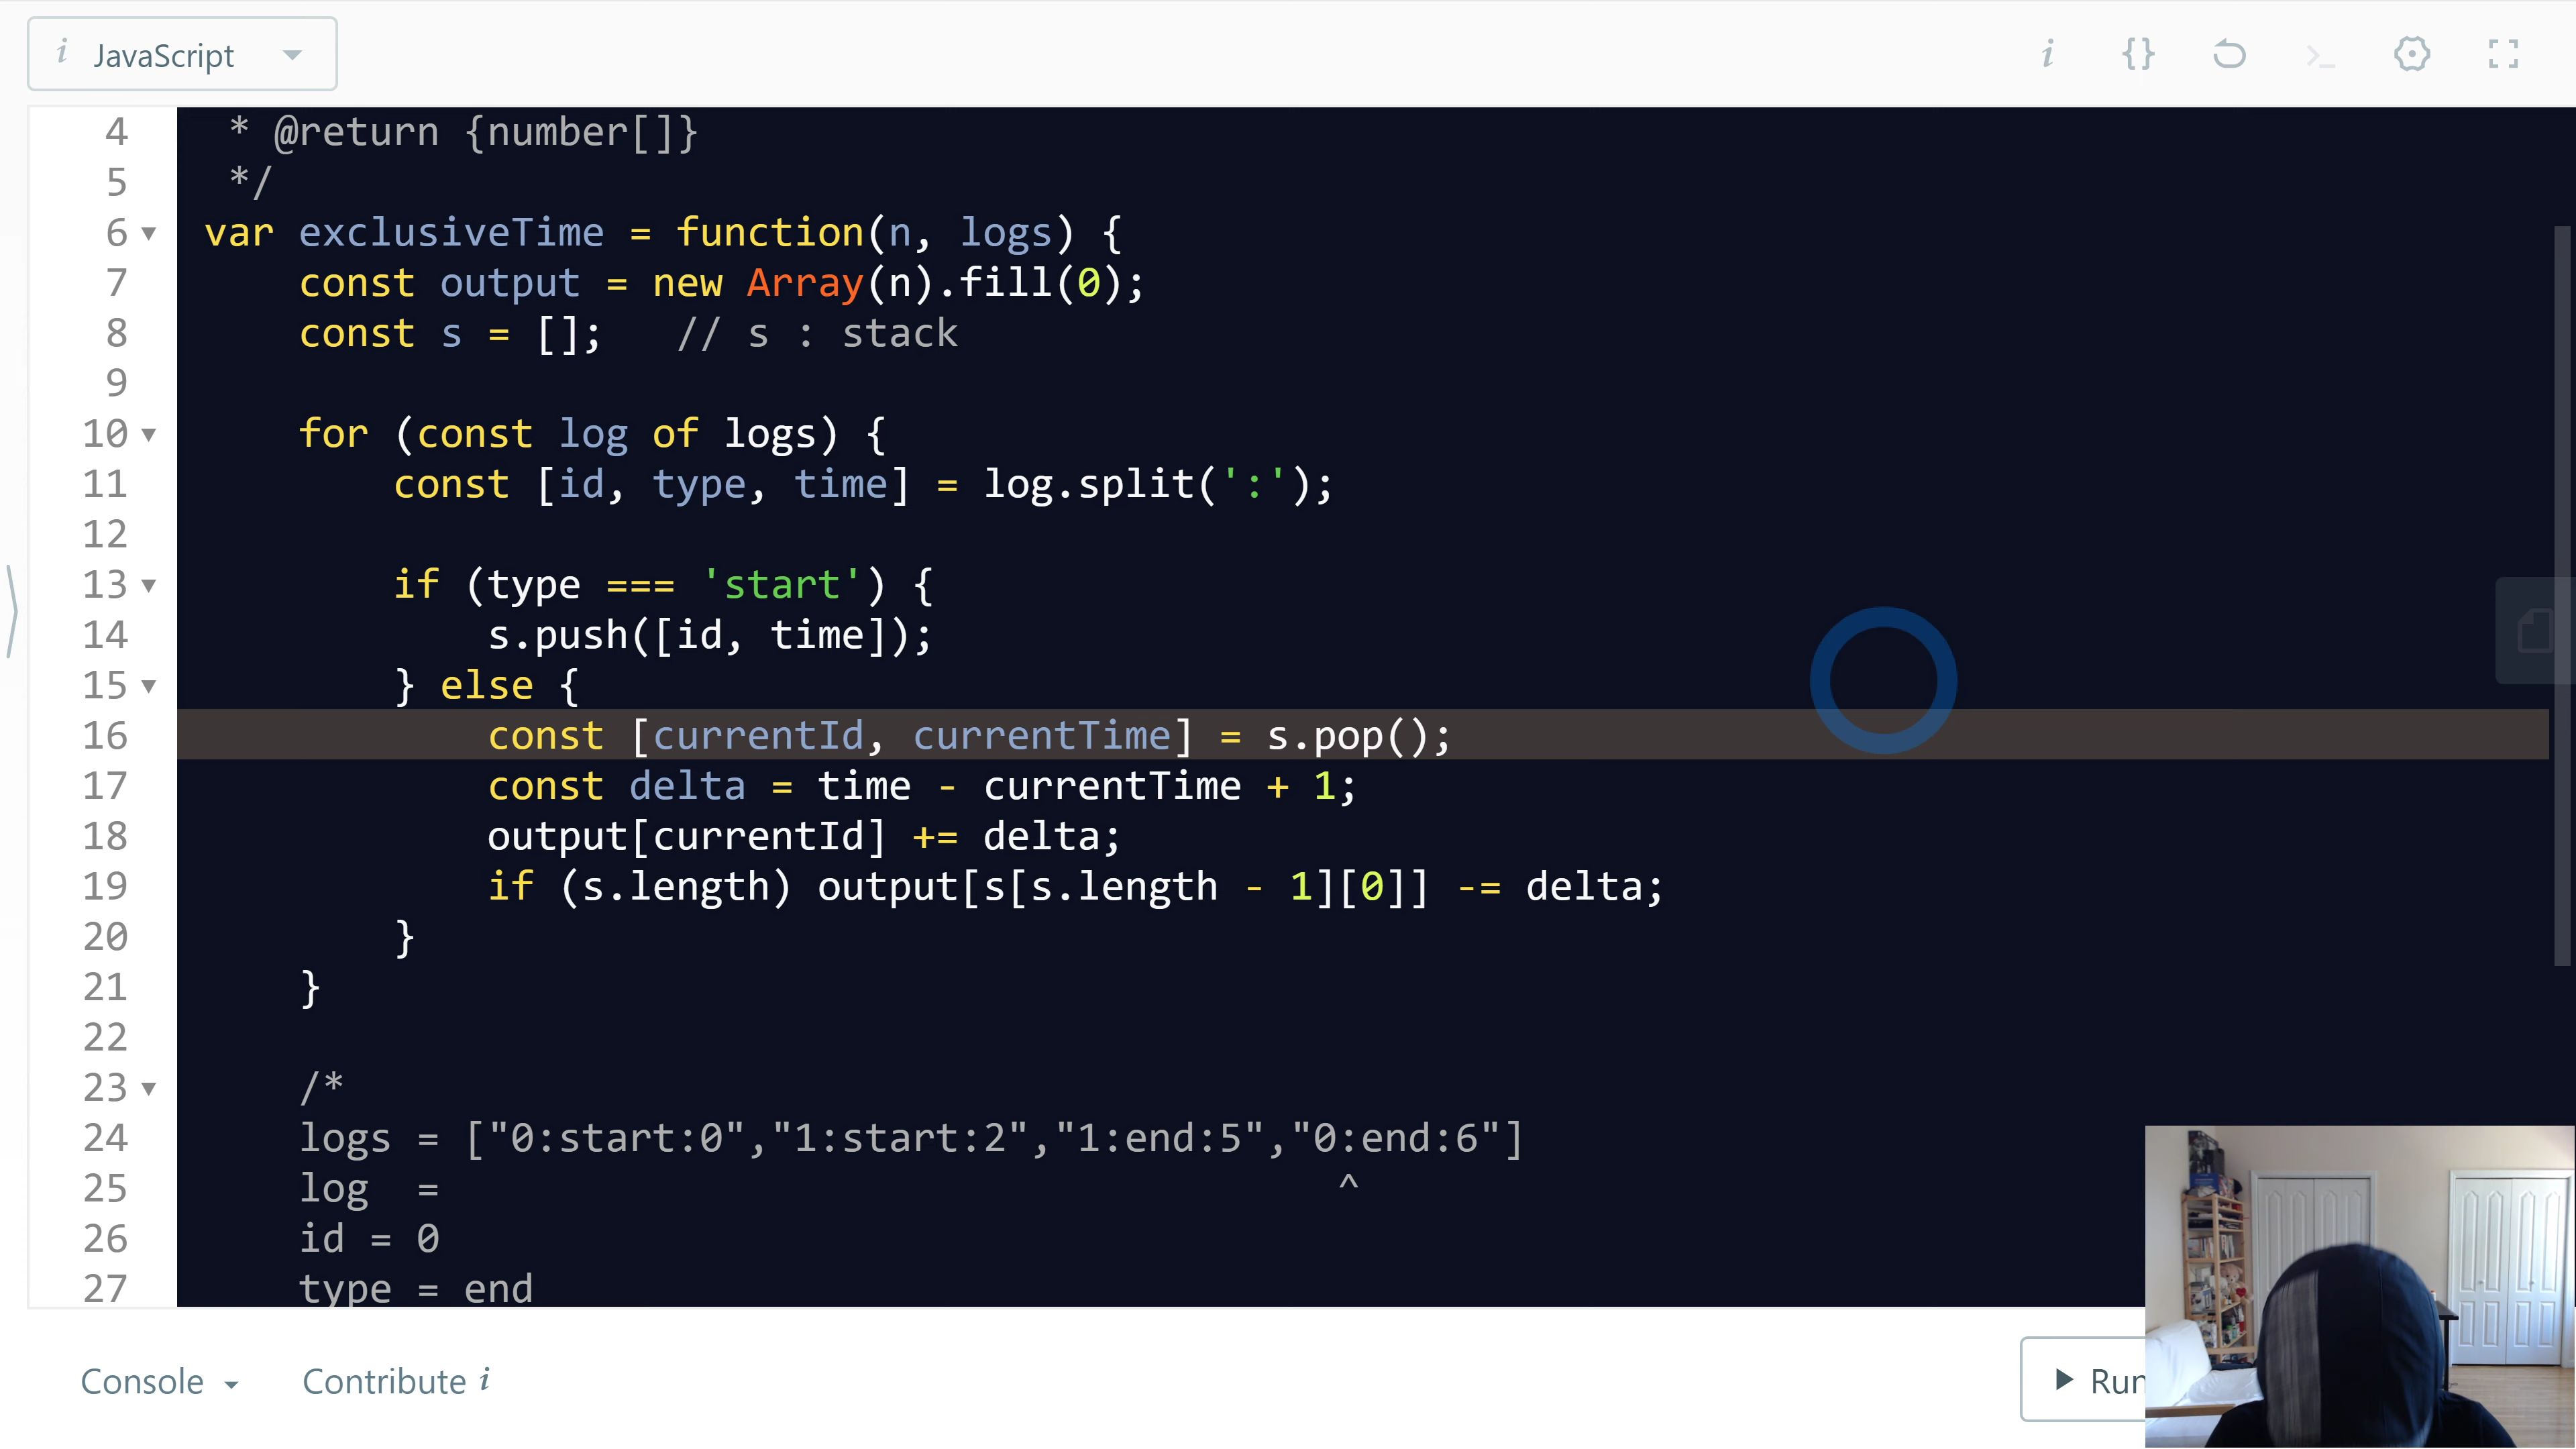 i JavaScript
i {} >_
4 * @return {number[]}
5 */
6 var exclusiveTime = function(n, logs) {
7 const output = new Array(n).fill(0);
8 const s = []; // s : stack
9
10 for (const log of logs) {
11 const [id, type, time] = log.split(':');
12
13 if (type === 'start') {
14 s.push([id, time]);
15 } else {
16 const [currentId, currentTime] = s.pop();
17 const delta = time - currentTime + 1;
18 output[currentId] += delta;
19 if (s.length) output[s[s.length - 1][0]] -= delta;
20 }
21 }
22
23 /*
24 logs = ["0:start:0","1:start:2","1:end:5","0:end:6"]
25 log = ^
26 id = 0
27 type = end
Console Contribute i Run